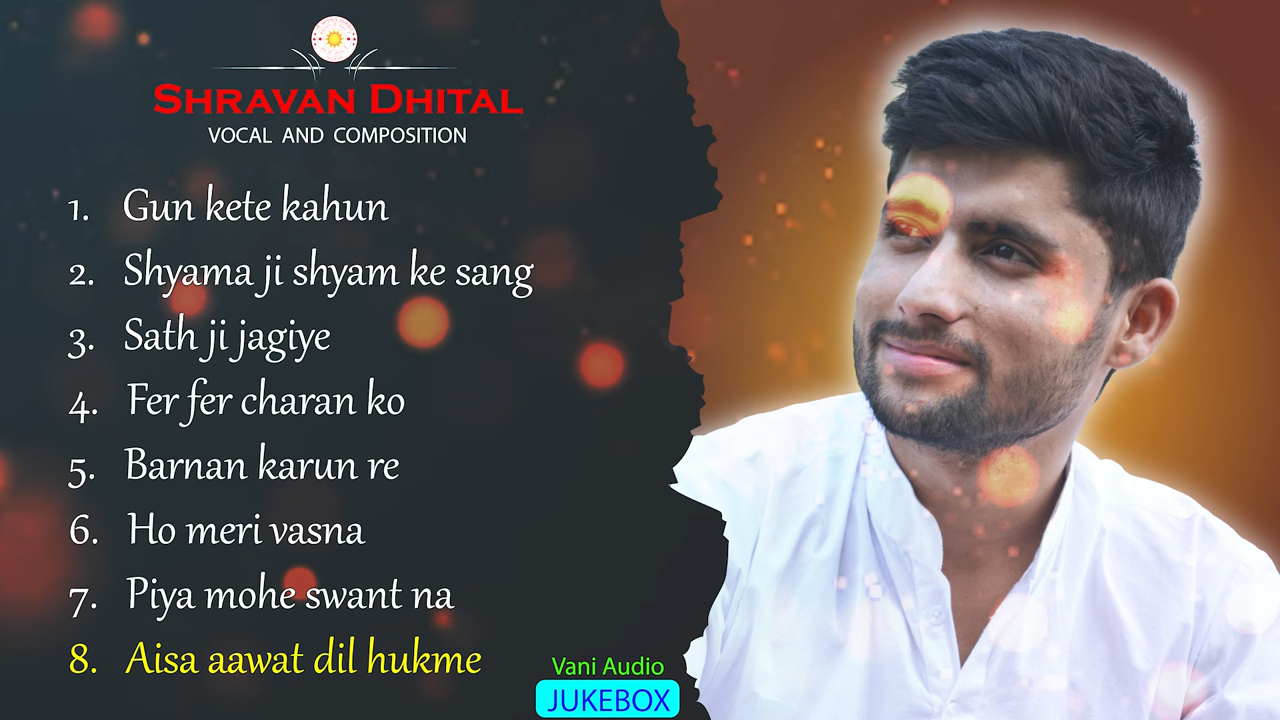 SHRAVAN DHITAL
VOCAL AND COMPOSITION
1. Gun kete kahun
2. Shyama ji shyam ke sang
3. Sath ji jagiye
4. Fer fer charan ko
5. Barnan karun re
6. Ho meri vasna
7. Piya mohe swant na
8. Aisa aawat dil hukme
Vani Audio
JUKEBOX